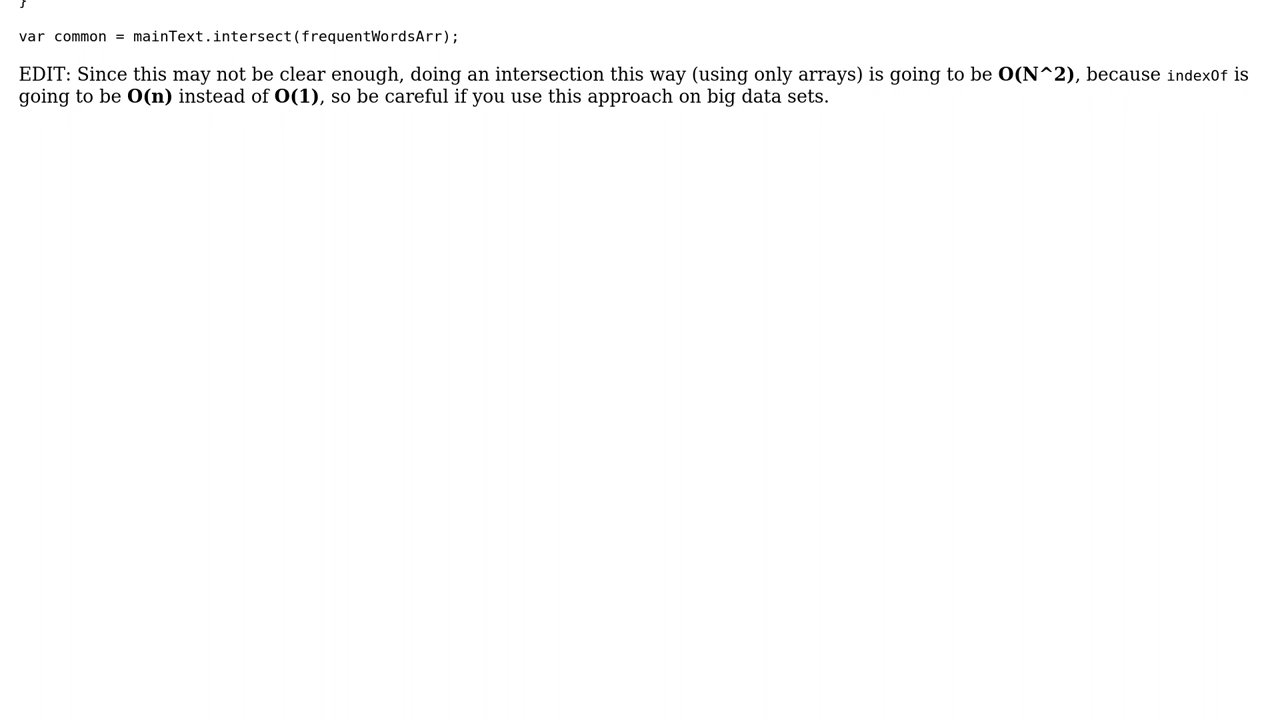 }
var common = mainText.intersect(frequentWordsArr);
EDIT: Since this may not be clear enough, doing an intersection this way (using only arrays) is going to be O(N^2), because indexOf is
going to be O(n) instead of O(1), so be careful if you use this approach on big data sets.